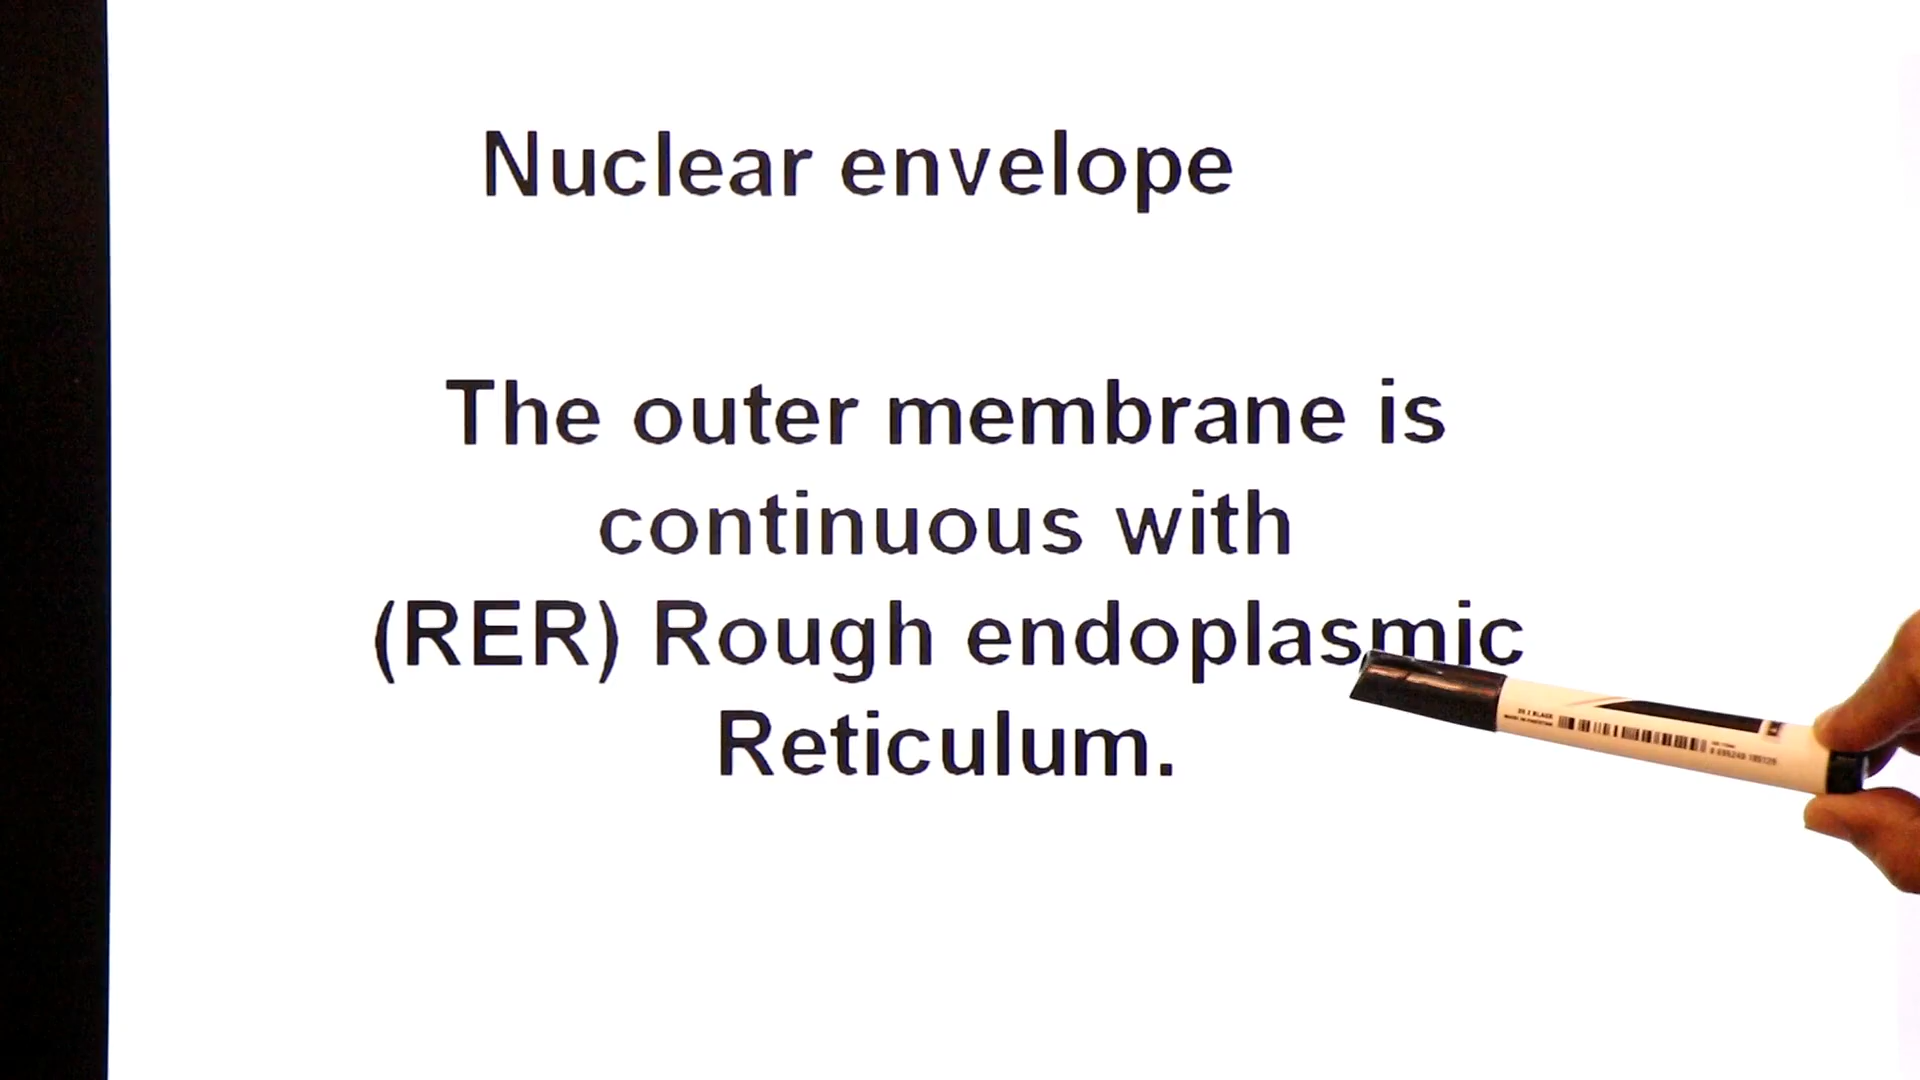 Nuclear envelope
The outer membrane is
continuous with
(RER) Rough endoplasmic
Reticulum.